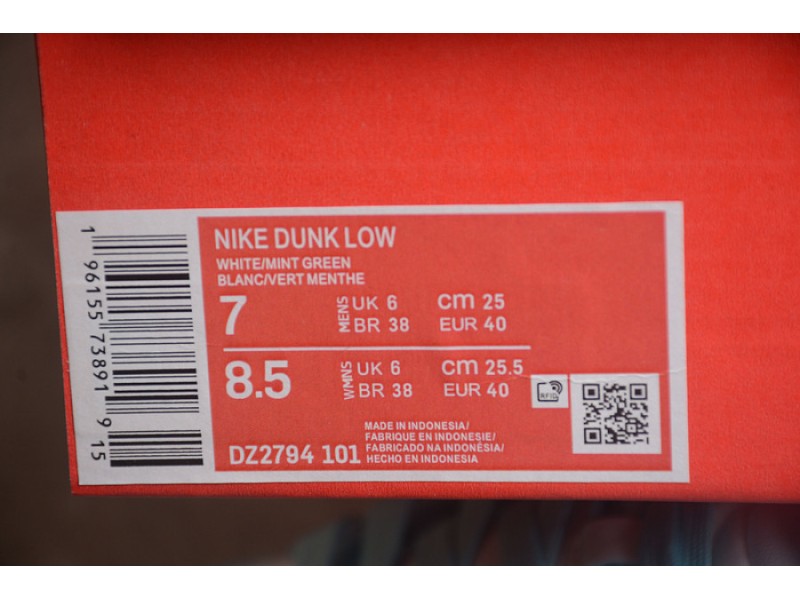 NIKE DUNK LOW
WHITE/MINT GREEN
BLANC/VERT MENTHE
7 MENS UK 6 cm 25
BR 38 EUR 40
8.5 WMNS UK 6 cm 25.5
BR 38 EUR 40
RFID
MADE IN INDONESIA/
FABRIQUE EN INDONESIE/
FABRICADO NA INDONÉSIA/
HECHO EN INDONESIA
DZ2794 101
1 96155 73891 9 15